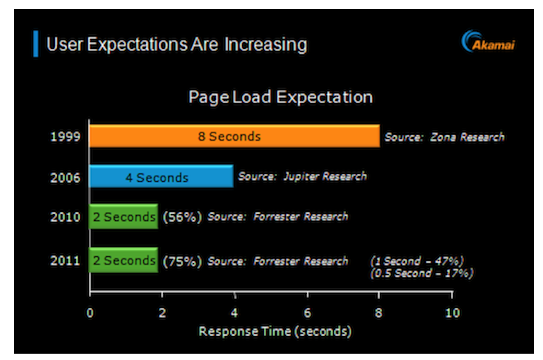 User Expectations Are Increasing
Akamai
Page Load Expectation
1999 8 Seconds Source: Zona Research
2006 4 Seconds Source: Jupiter Research
2010 2 Seconds (56%) Source: Forrester Research
2011 2 Seconds (75%) Source: Forrester Research (1 Second – 47%)
(0.5 Second – 17%)
0 2 4 6 8 10
Response Time (seconds)